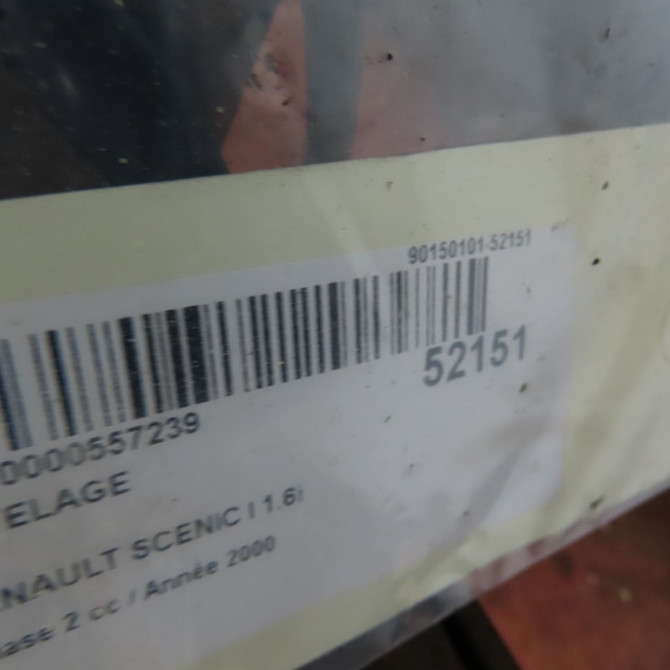 90150101-52151
52151
0000557239
ELAGE
NAULT SCENIC I 1.6i
ase 2 cc / Année 2000